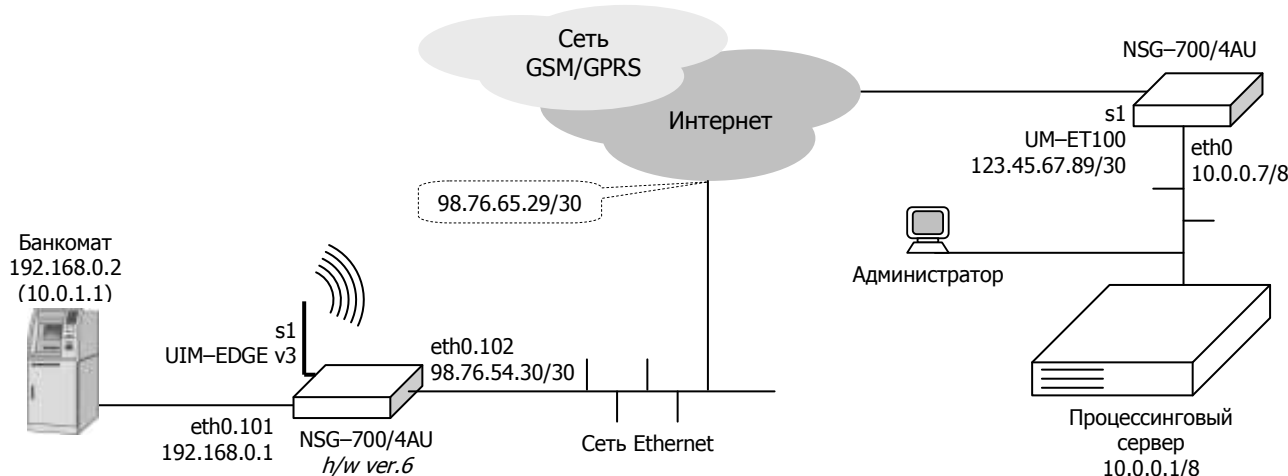 Сеть
GSM/GPRS
Интернет
NSG–700/4AU
s1
UM–ET100
123.45.67.89/30
eth0
10.0.0.7/8
98.76.65.29/30
Администратор
Банкомат
192.168.0.2
(10.0.1.1)
s1
UIM–EDGE v3
eth0.102
98.76.54.30/30
eth0.101
192.168.0.1
NSG–700/4AU
h/w ver.6
Сеть Ethernet
Процессинговый
сервер
10.0.0.1/8